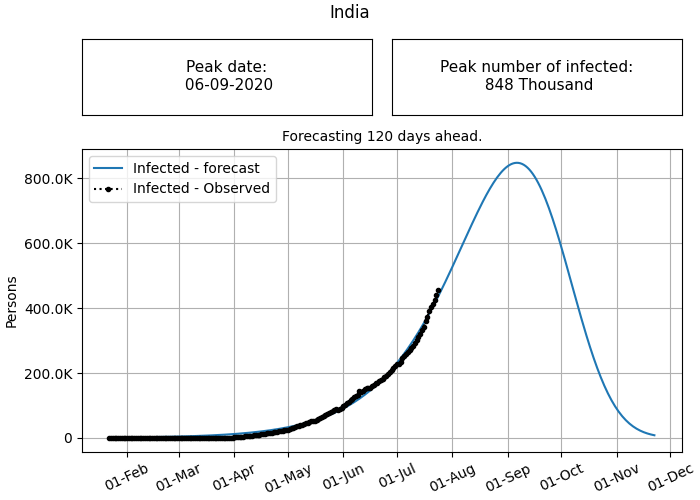 India
Peak date:
06-09-2020
Peak number of infected:
848 Thousand
Forecasting 120 days ahead.
Infected - forecast
Infected - Observed
800.0K
600.0K
400.0K
200.0K
0
Persons
01-Feb
01-Mar
01-Apr
01-May
01-Jun
01-Jul
01-Aug
01-Sep
01-Oct
01-Nov
01-Dec